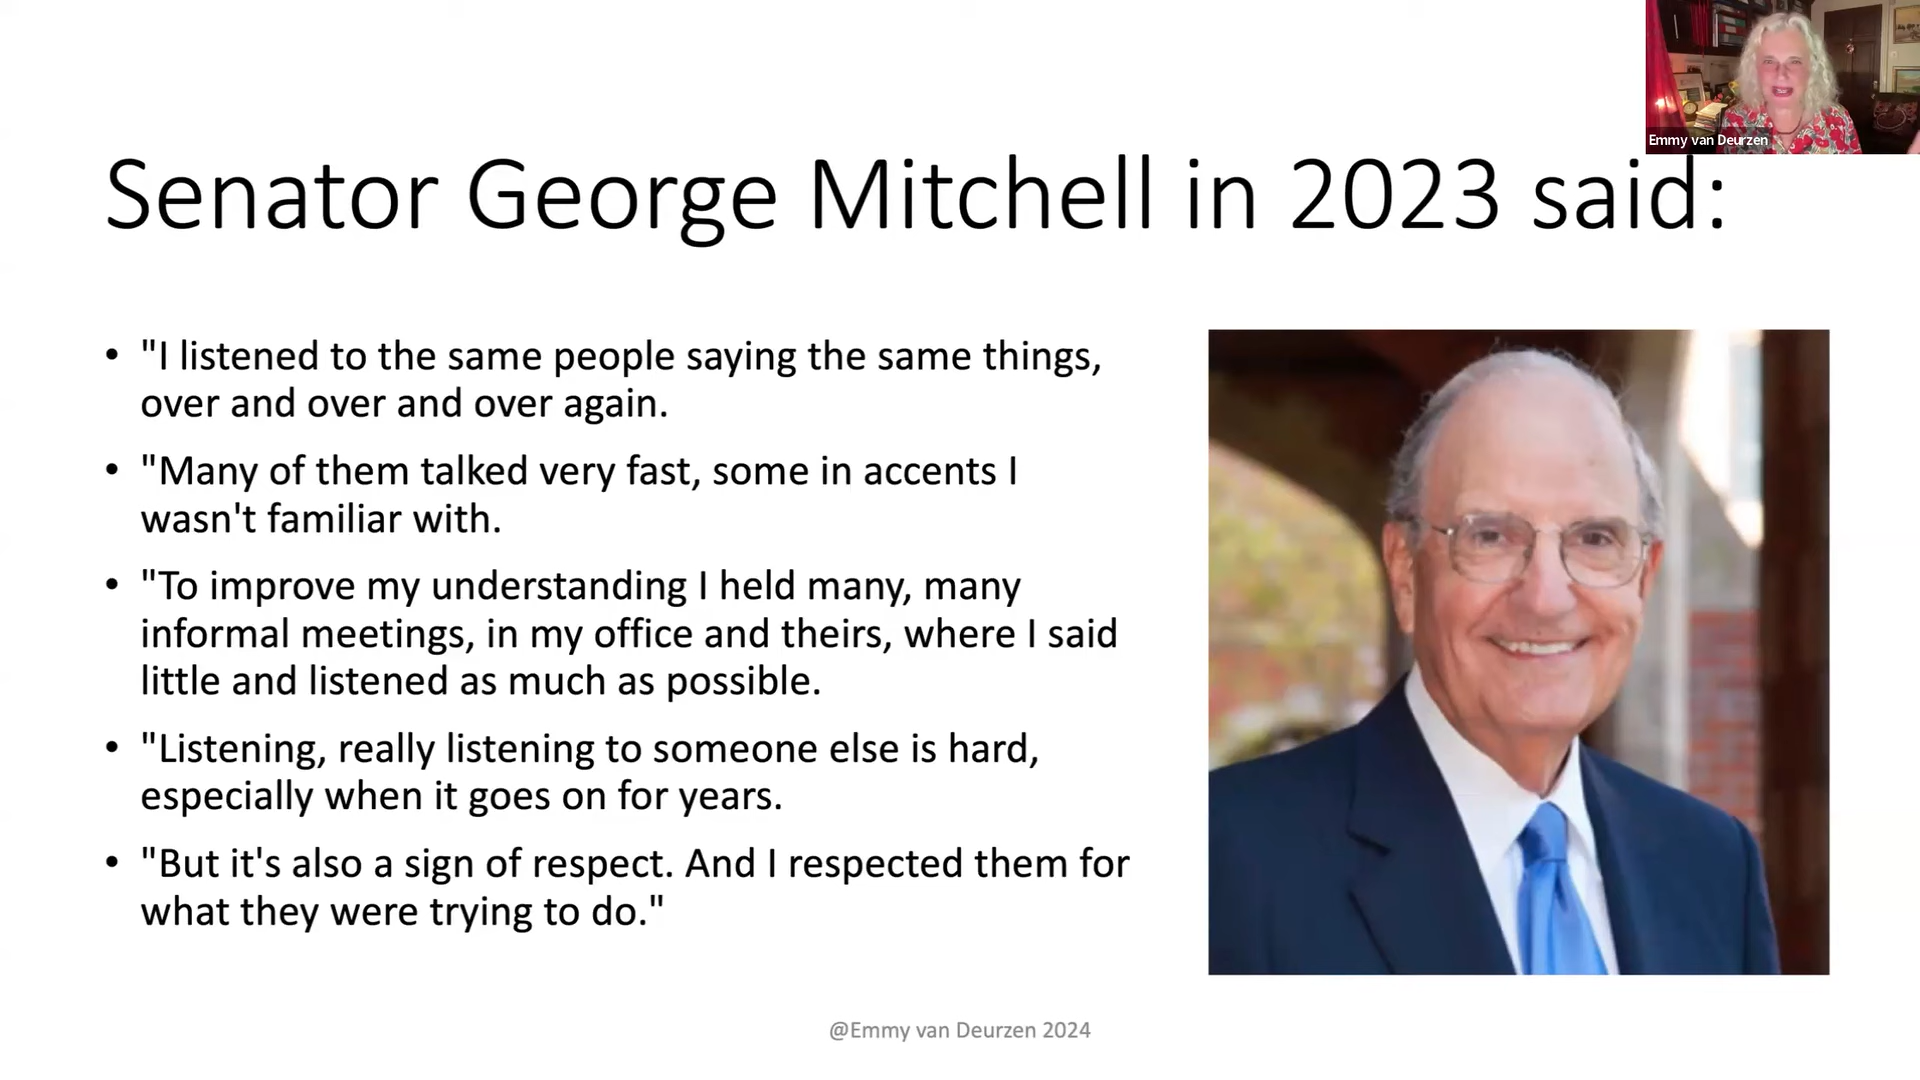 Emmy van Deurzen
Senator George Mitchell in 2023 said:
• "I listened to the same people saying the same things,
over and over and over again.
• "Many of them talked very fast, some in accents I
wasn't familiar with.
• "To improve my understanding I held many, many
informal meetings, in my office and theirs, where I said
little and listened as much as possible.
• "Listening, really listening to someone else is hard,
especially when it goes on for years.
• "But it's also a sign of respect. And I respected them for
what they were trying to do."
@Emmy van Deurzen 2024